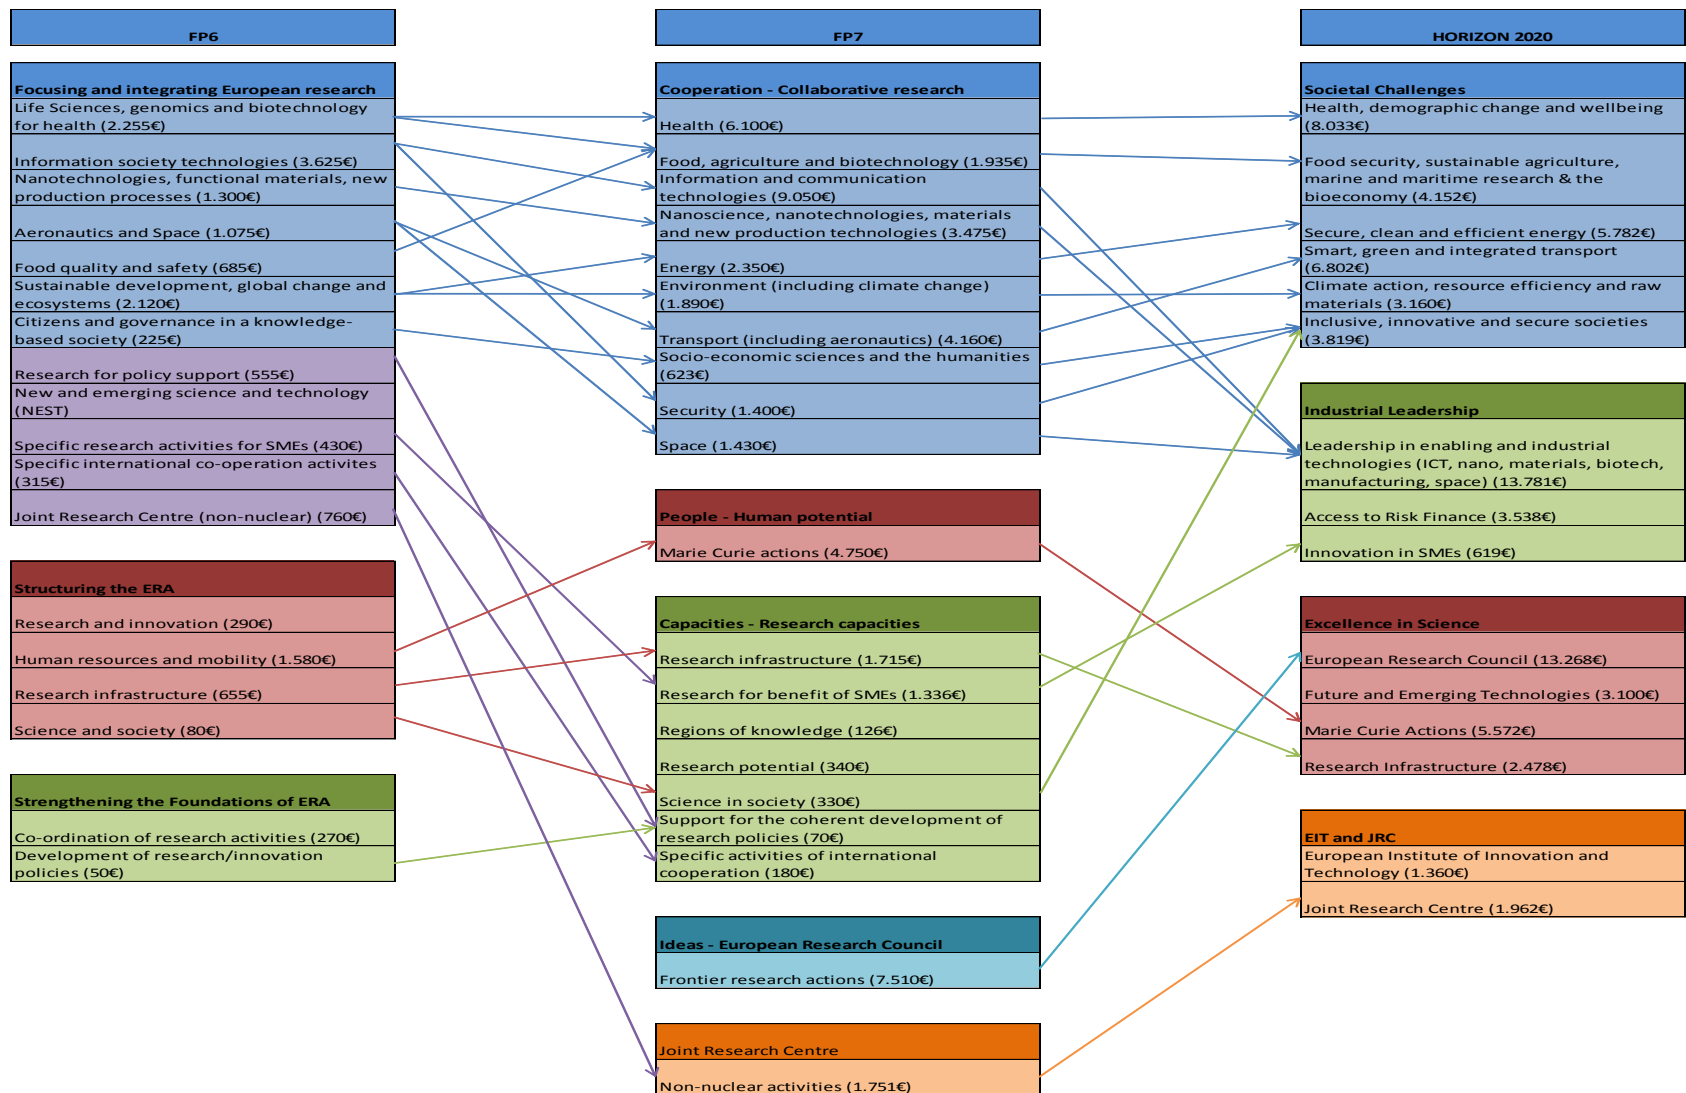 FP6
Focusing and integrating European research
Life Sciences, genomics and biotechnology
for health (2.255€)
Information society technologies (3.625€)
Nanotechnologies, functional materials, new
production processes (1.300€)
Aeronautics and Space (1.075€)
Food quality and safety (685€)
Sustainable development, global change and
ecosystems (2.120€)
Citizens and governance in a knowledge-
based society (225€)
Research for policy support (555€)
New and emerging science and technology
(NEST)
Specific research activities for SMEs (430€)
Specific international co-operation activites
(315€)
Joint Research Centre (non-nuclear) (760€)
Structuring the ERA
Research and innovation (290€)
Human resources and mobility (1.580€)
Research infrastructure (655€)
Science and society (80€)
Strengthening the Foundations of ERA
Co-ordination of research activities (270€)
Development of research/innovation
policies (50€)
FP7
Cooperation - Collaborative research
Health (6.100€)
Food, agriculture and biotechnology (1.935€)
Information and communication
technologies (9.050€)
Nanoscience, nanotechnologies, materials
and new production technologies (3.475€)
Energy (2.350€)
Environment (including climate change)
(1.890€)
Transport (including aeronautics) (4.160€)
Socio-economic sciences and the humanities
(623€)
Security (1.400€)
Space (1.430€)
People - Human potential
Marie Curie actions (4.750€)
Capacities - Research capacities
Research infrastructure (1.715€)
Research for benefit of SMEs (1.336€)
Regions of knowledge (126€)
Research potential (340€)
Science in society (330€)
Support for the coherent development of
research policies (70€)
Specific activities of international
cooperation (180€)
Ideas - European Research Council
Frontier research actions (7.510€)
Joint Research Centre
Non-nuclear activities (1.751€)
HORIZON 2020
Societal Challenges
Health, demographic change and wellbeing
(8.033€)
Food security, sustainable agriculture,
marine and maritime research & the
bioeconomy (4.152€)
Secure, clean and efficient energy (5.782€)
Smart, green and integrated transport
(6.802€)
Climate action, resource efficiency and raw
materials (3.160€)
Inclusive, innovative and secure societies
(3.819€)
Industrial Leadership
Leadership in enabling and industrial
technologies (ICT, nano, materials, biotech,
manufacturing, space) (13.781€)
Access to Risk Finance (3.538€)
Innovation in SMEs (619€)
Excellence in Science
European Research Council (13.268€)
Future and Emerging Technologies (3.100€)
Marie Curie Actions (5.572€)
Research Infrastructure (2.478€)
EIT and JRC
European Institute of Innovation and
Technology (1.360€)
Joint Research Centre (1.962€)